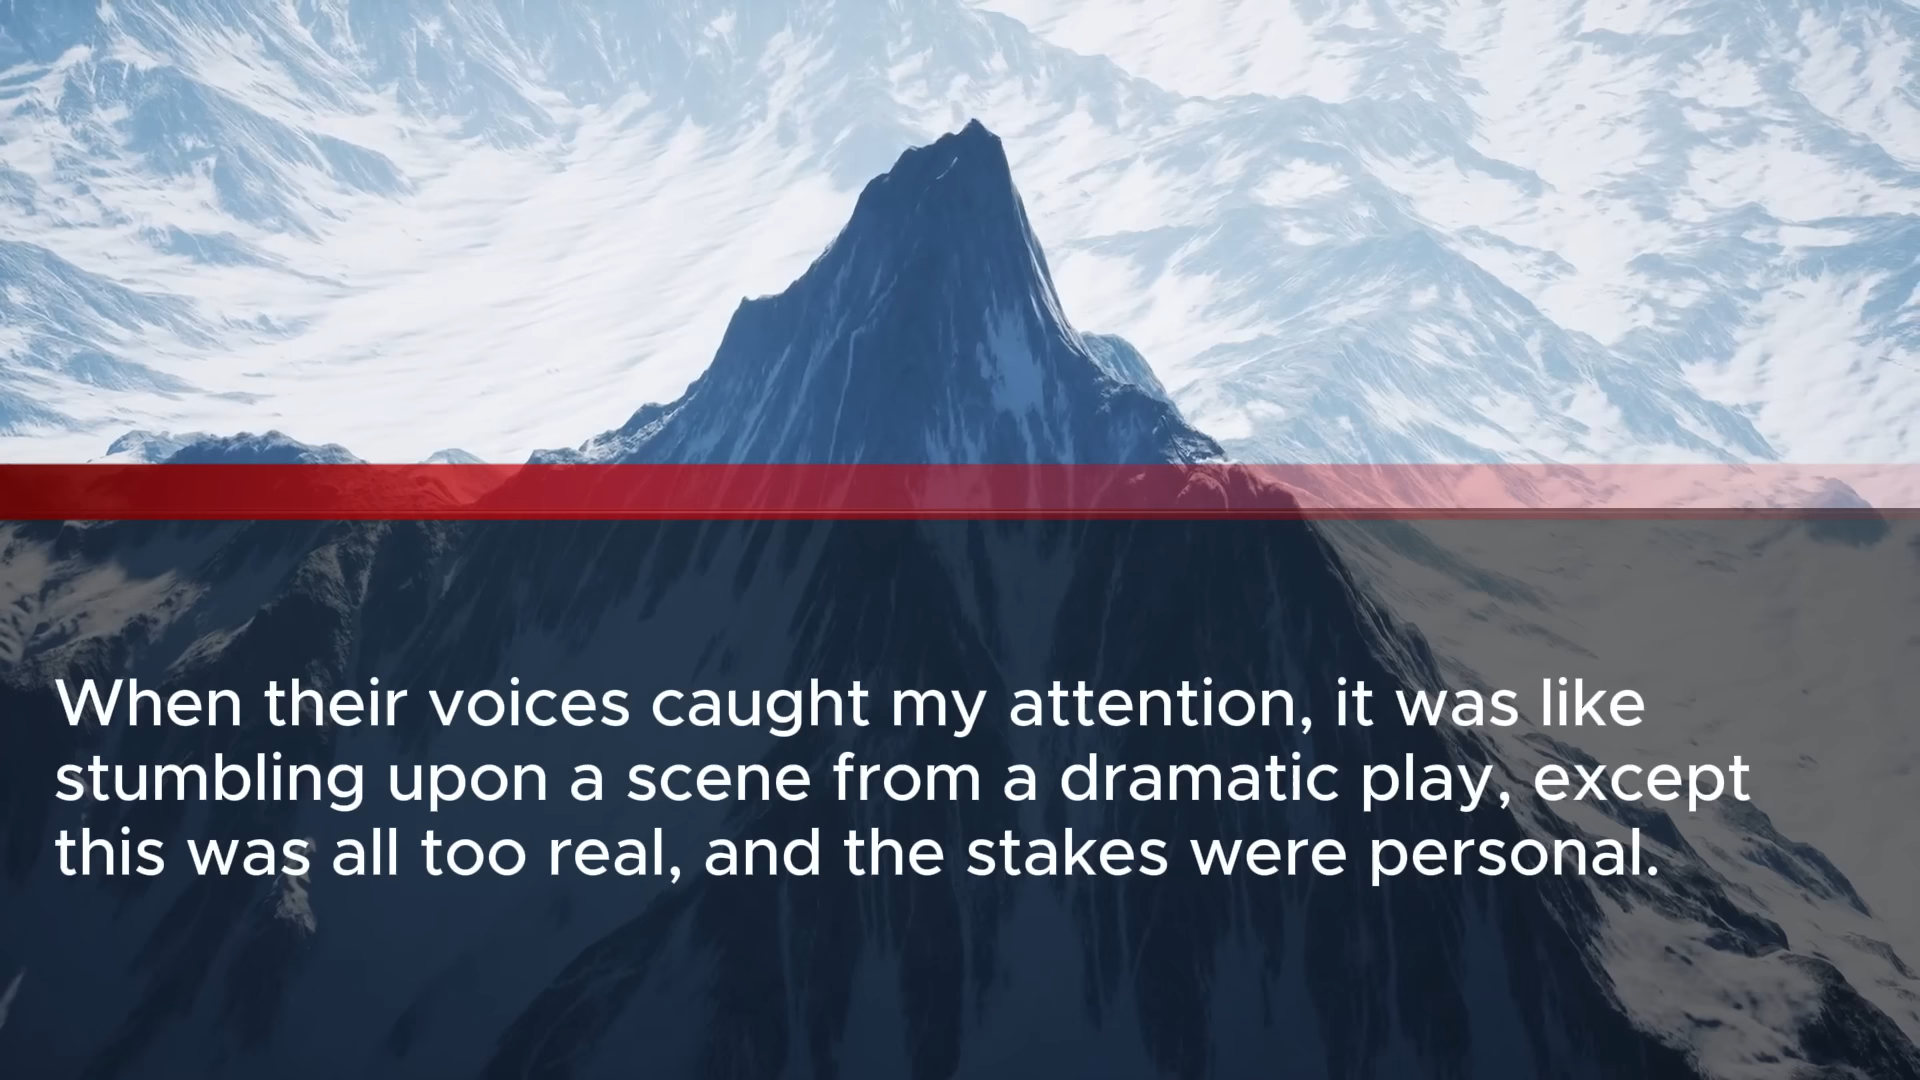 When their voices caught my attention, it was like
stumbling upon a scene from a dramatic play, except
this was all too real, and the stakes were personal.